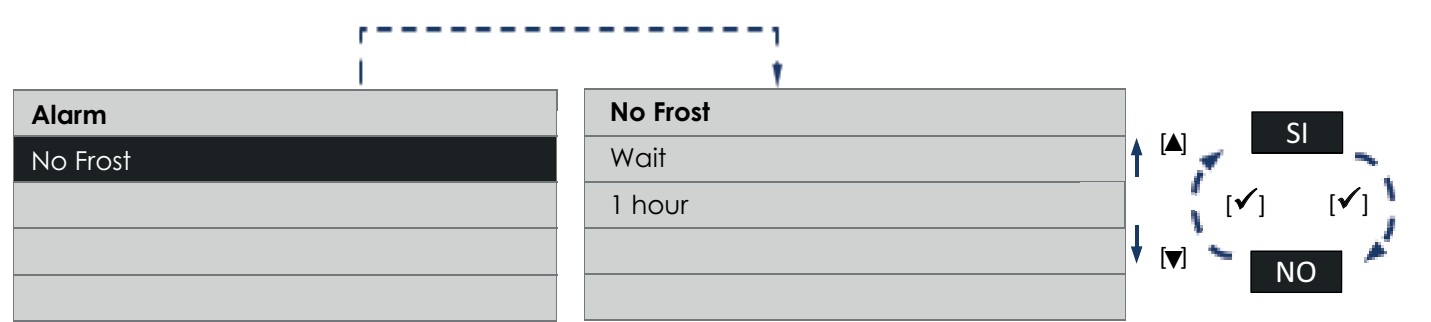 Alarm
No Frost
No Frost
Wait
1 hour
[▲]
[▼]
SI
[✓] [✓]
NO